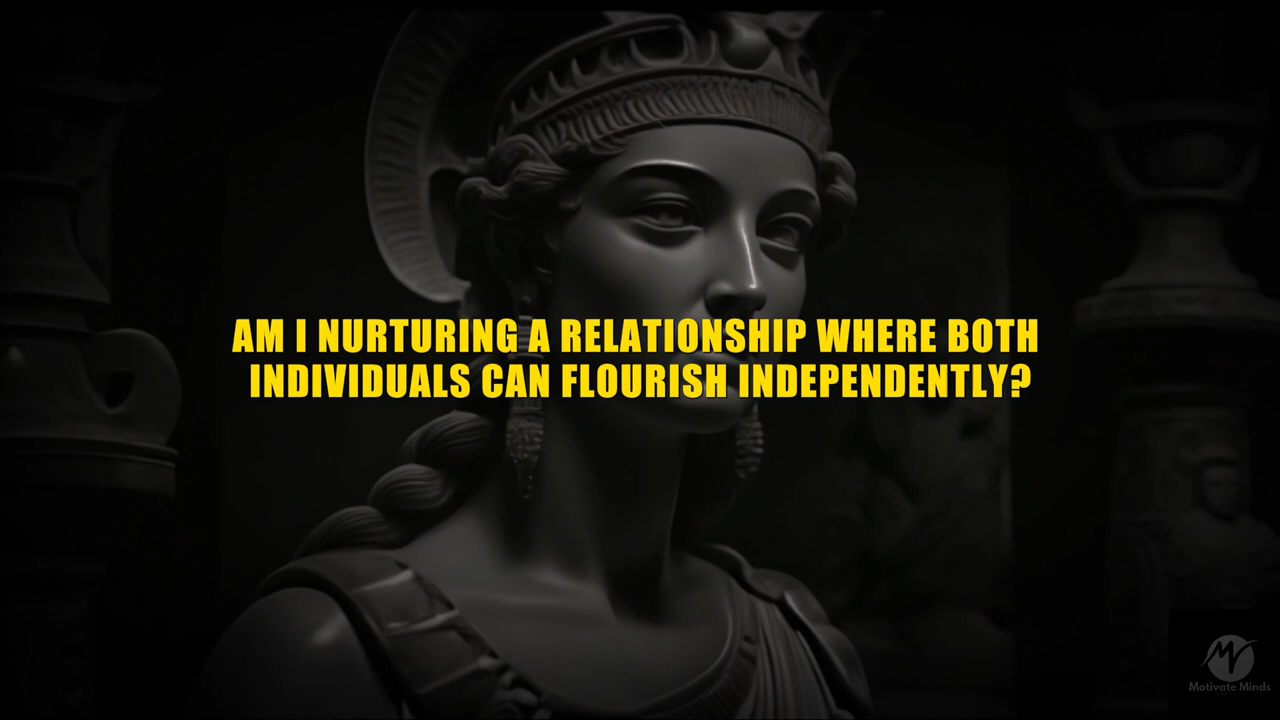 AM I NURTURING A RELATIONSHIP WHERE BOTH
INDIVIDUALS CAN FLOURISH INDEPENDENTLY?
Motivate Minds